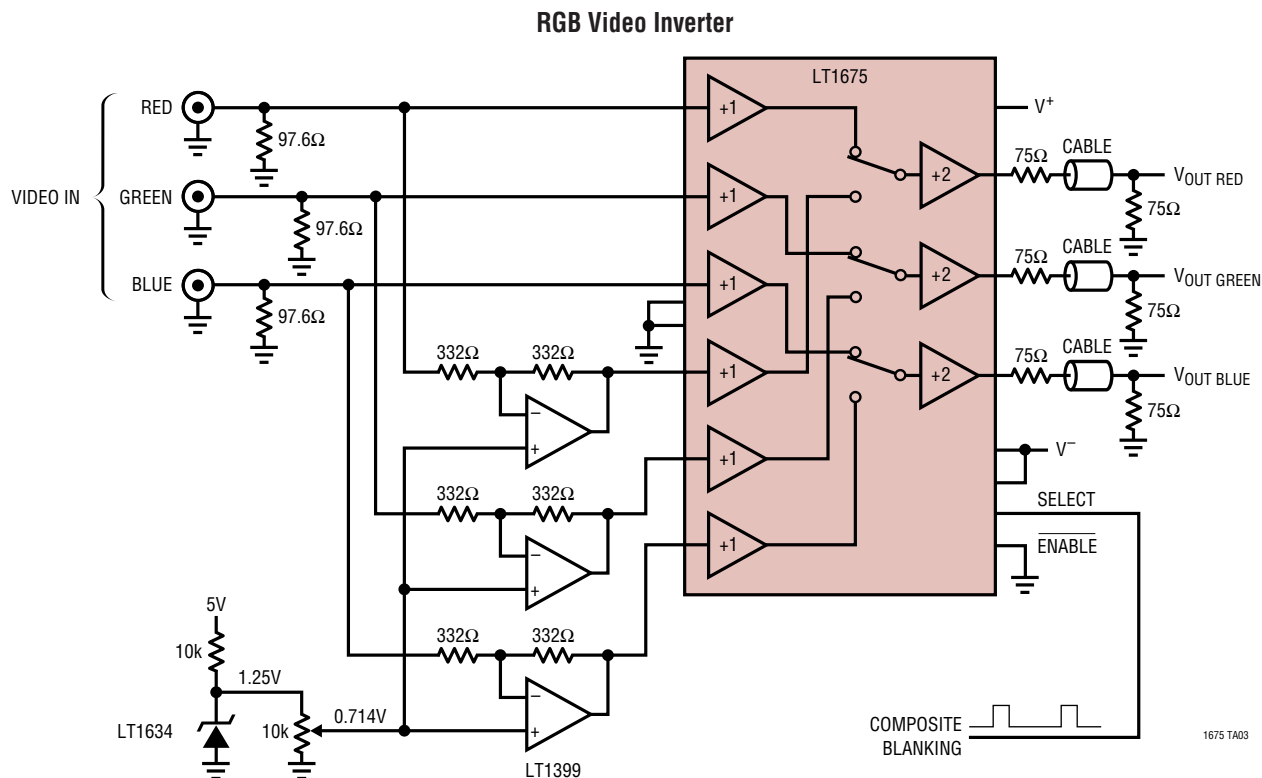 RGB Video Inverter
LT1675
RED
97.6Ω
+1
V+
VIDEO IN
GREEN
97.6Ω
+1
75Ω
CABLE
+2
VOUT RED
75Ω
BLUE
97.6Ω
+1
75Ω
CABLE
+2
VOUT GREEN
75Ω
332Ω 332Ω
+1
75Ω
CABLE
+2
VOUT BLUE
75Ω
−
+
+1
V−
332Ω 332Ω
SELECT
−
+
+1
ENABLE
5V
10k
1.25V
332Ω 332Ω
LT1634
10k
0.714V
−
+
LT1399
COMPOSITE
BLANKING
1675 TA03